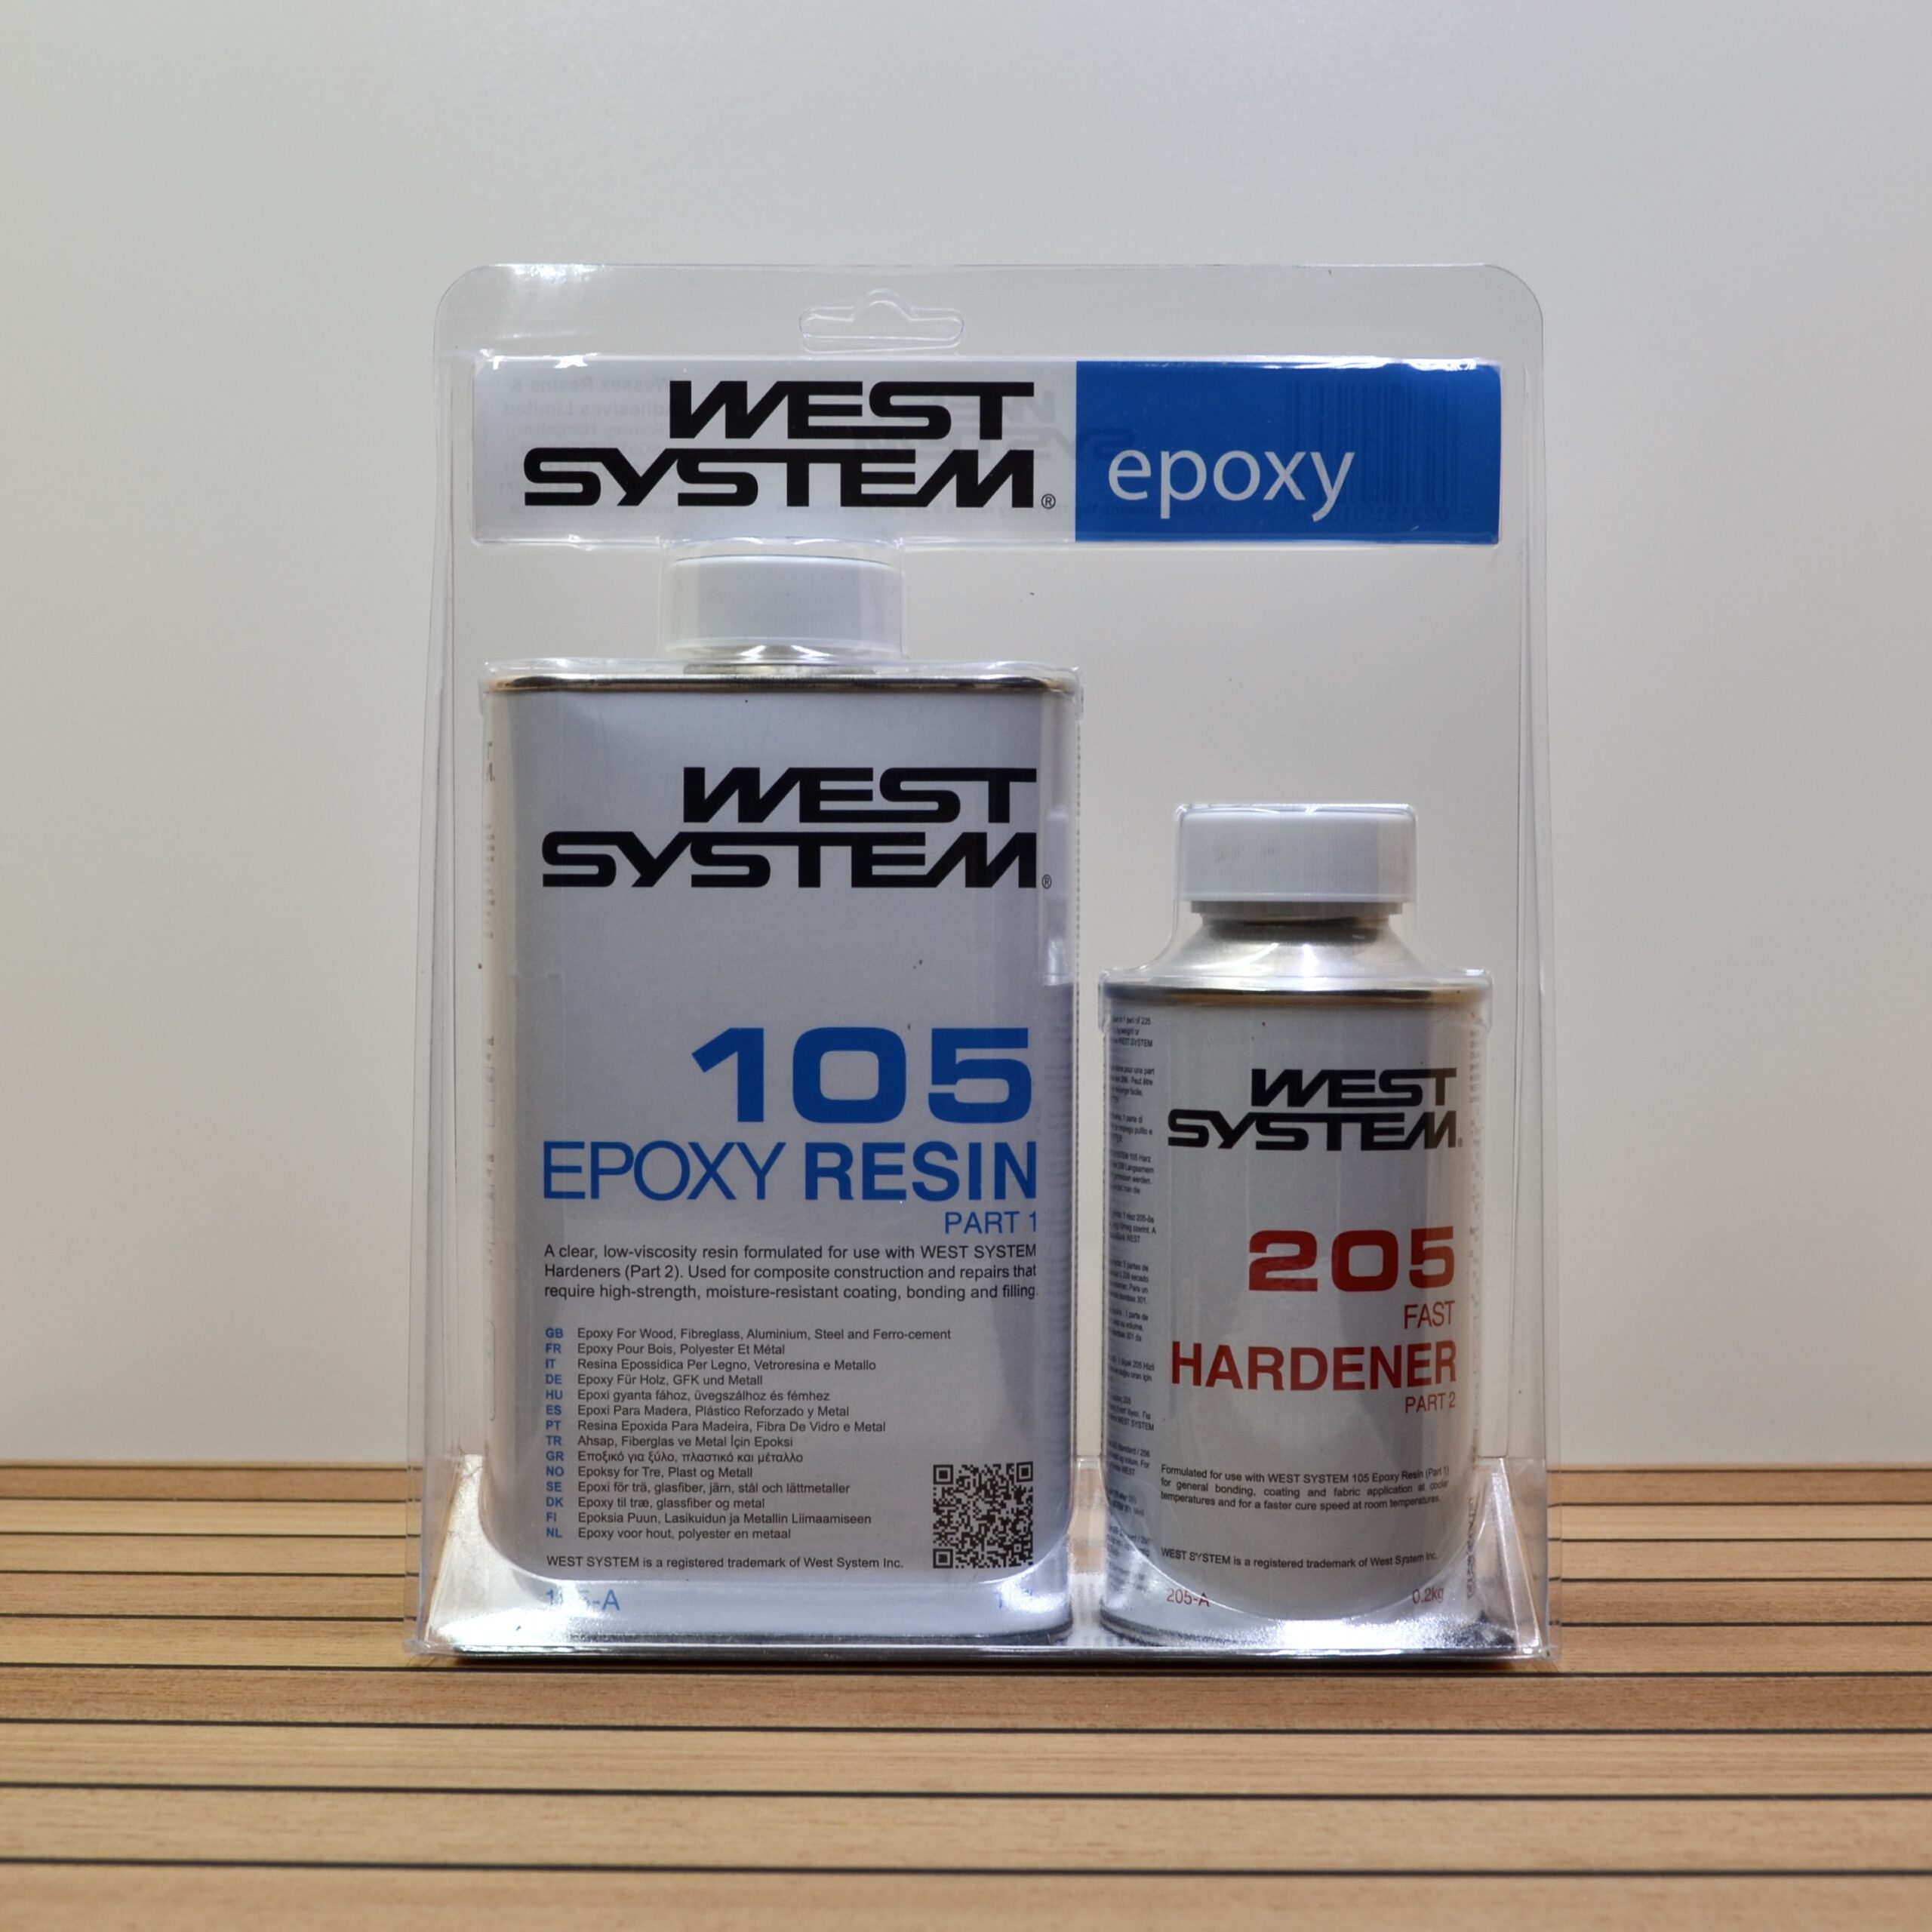 WEST
SYSTEM®
epoxy
WEST
SYSTEM®
105
EPOXY RESIN
PART 1
A clear, low-viscosity resin formulated for use with WEST SYSTEM
Hardeners (Part 2). Used for composite construction and repairs that
require high-strength, moisture-resistant coating, bonding and filling.
GB Epoxy For Wood, Fibreglass, Aluminium, Steel and Ferro-cement
FR Epoxy Pour Bois, Polyester Et Métal
IT Resina Epossidica Per Legno, Vetroresina e Metallo
DE Epoxy Für Holz, GFK und Metall
HU Epoxi gyanta fához, üvegszálhoz és fémhez
ES Epoxi Para Madera, Plástico Reforzado y Metal
PT Resina Epoxida Para Madeira, Fibra De Vidro e Metal
TR Ahsap, Fiberglas ve Metal İçin Epoksi
GR Εποξικό για ξύλο, πλαστικό και μέταλλο
NO Epoksy for Tre, Plast og Metall
SE Epoxi för trä, glasfiber, järn, stål och lättmetaller
DK Epoxy til træ, glassfiber og metal
FI Epoksia Puun, Lasikuidun ja Metallin Liimaamiseen
NL Epoxy voor hout, polyester en metaal
WEST SYSTEM is a registered trademark of West System Inc.
WEST
SYSTEM®
205
FAST
HARDENER
PART 2
Formulated for use with WEST SYSTEM 105 Epoxy Resin (Part 1)
for general bonding, coating and fabric application at cooler
temperatures and for a faster cure speed at room temperatures.
WEST SYSTEM is a registered trademark of West System Inc.
205-A 0.2kg